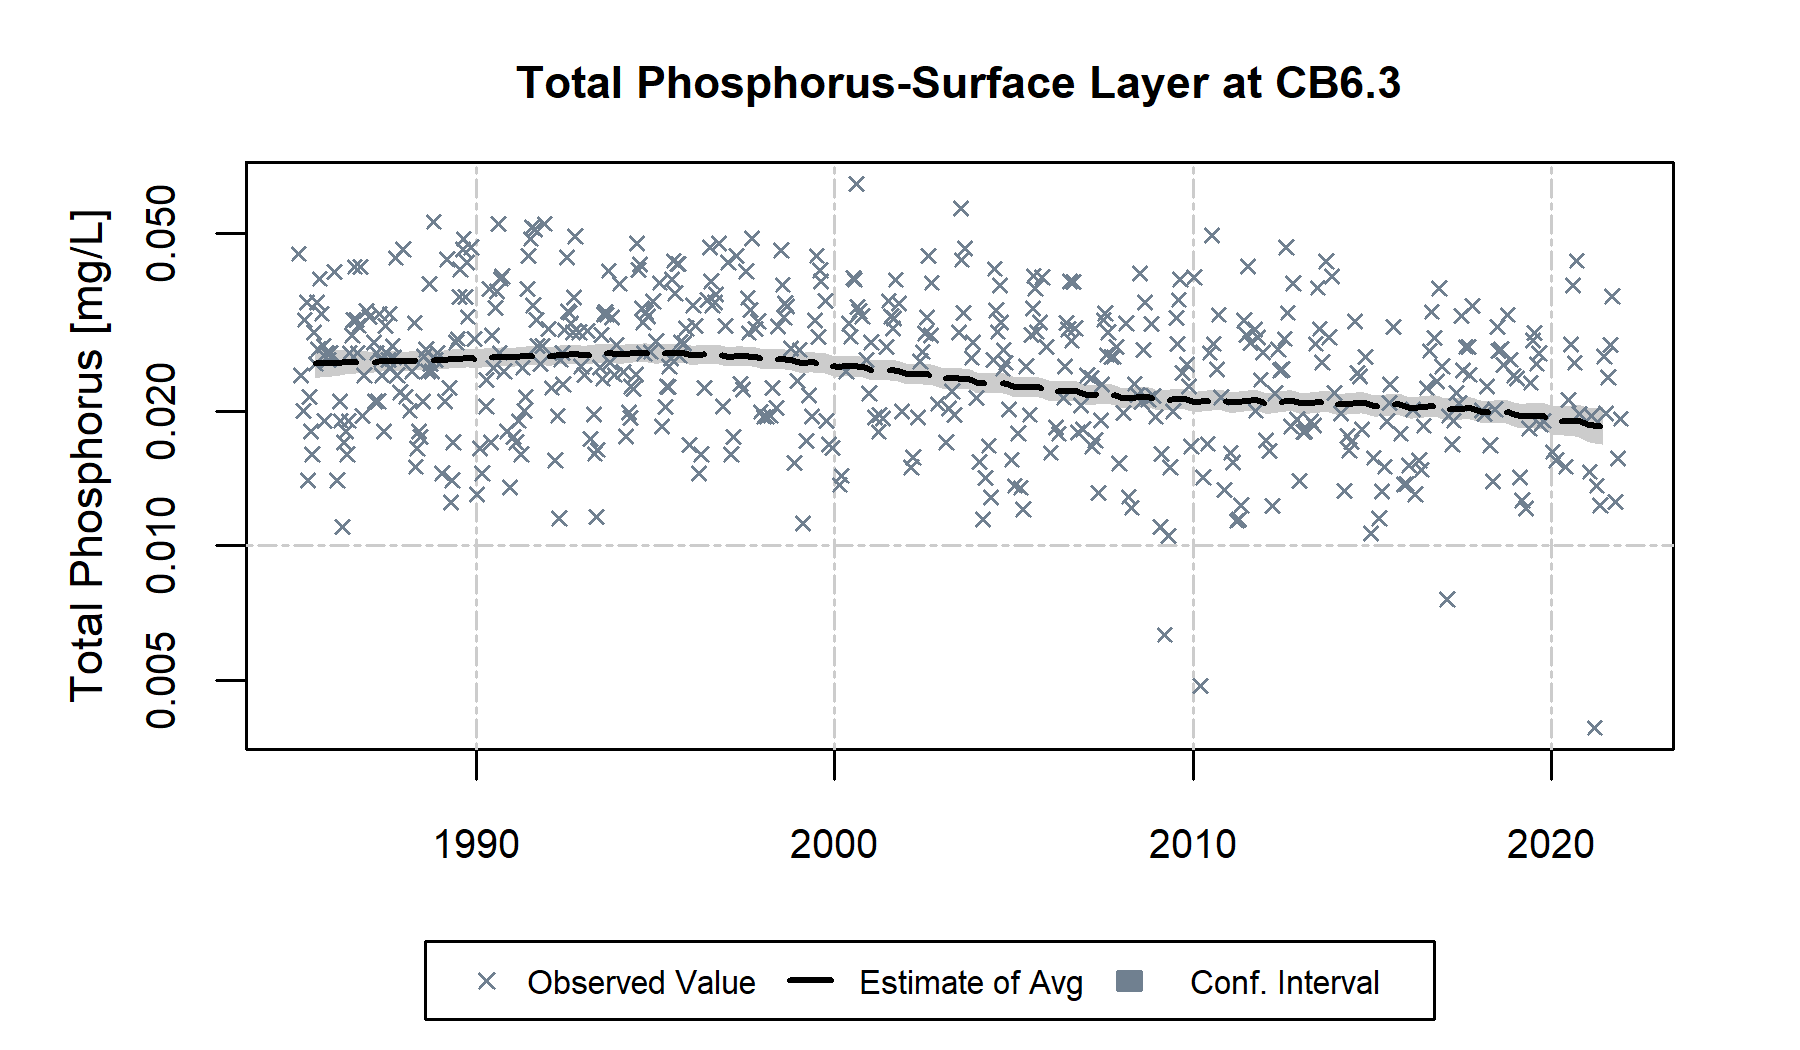 Total Phosphorus-Surface Layer at CB6.3
Total Phosphorus [mg/L]
0.050
0.020
0.010
0.005
1990 2000 2010 2020
Observed Value Estimate of Avg Conf. Interval